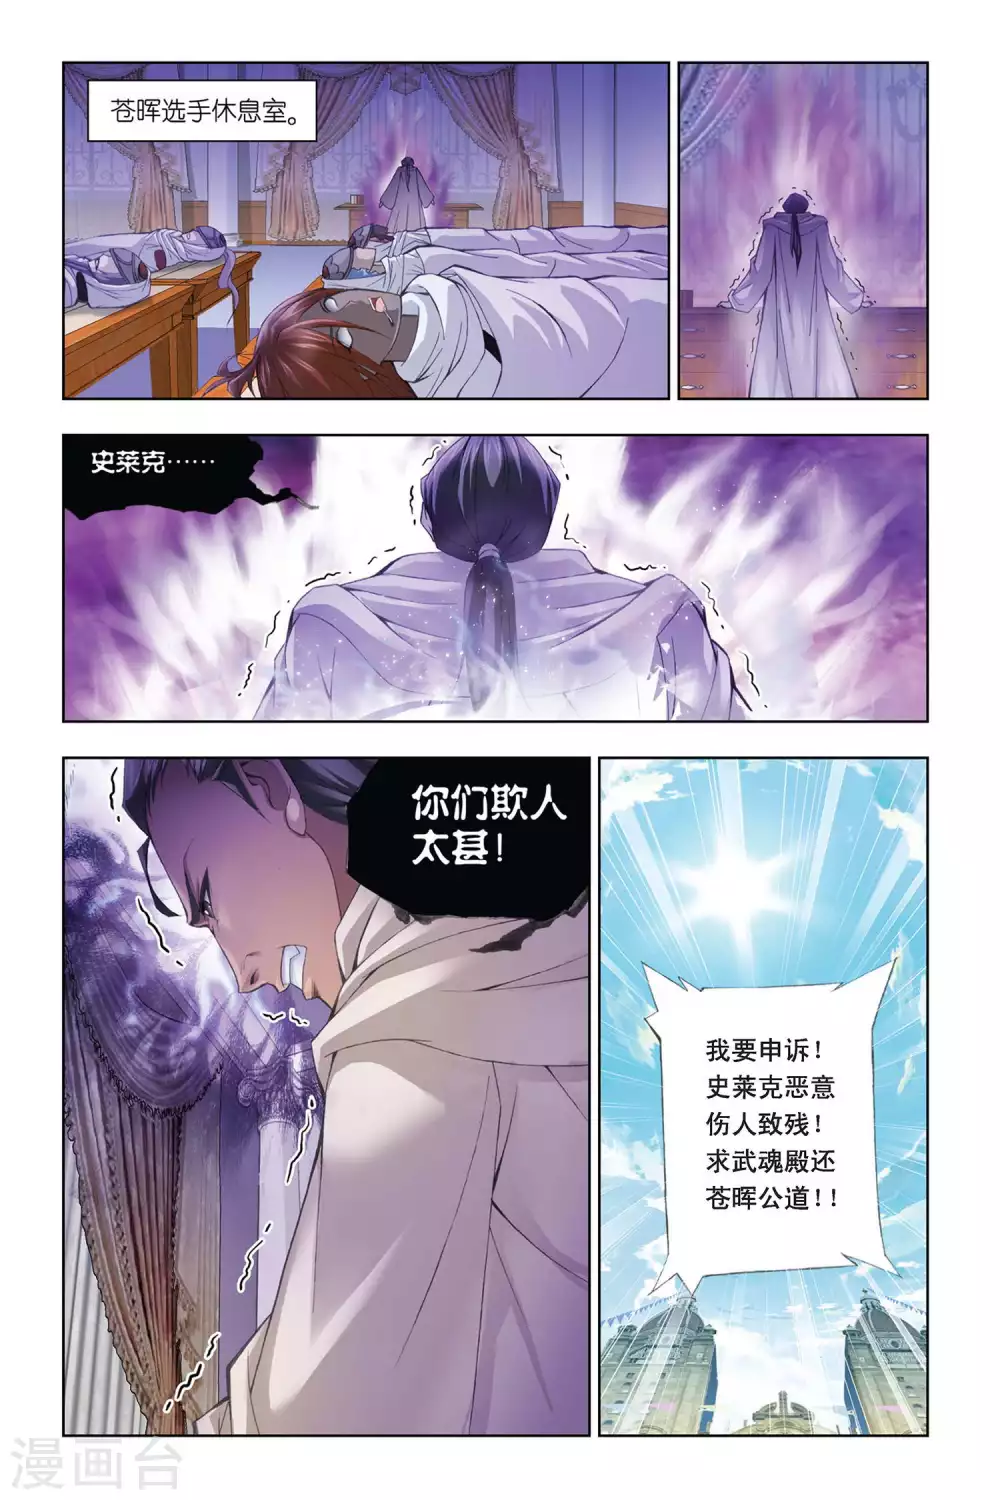 苍晖选手休息室。
史莱克……
你们欺人
太甚！
我要申诉！
史莱克恶意
伤人致残！
求武魂殿还
苍晖公道！！
漫画台